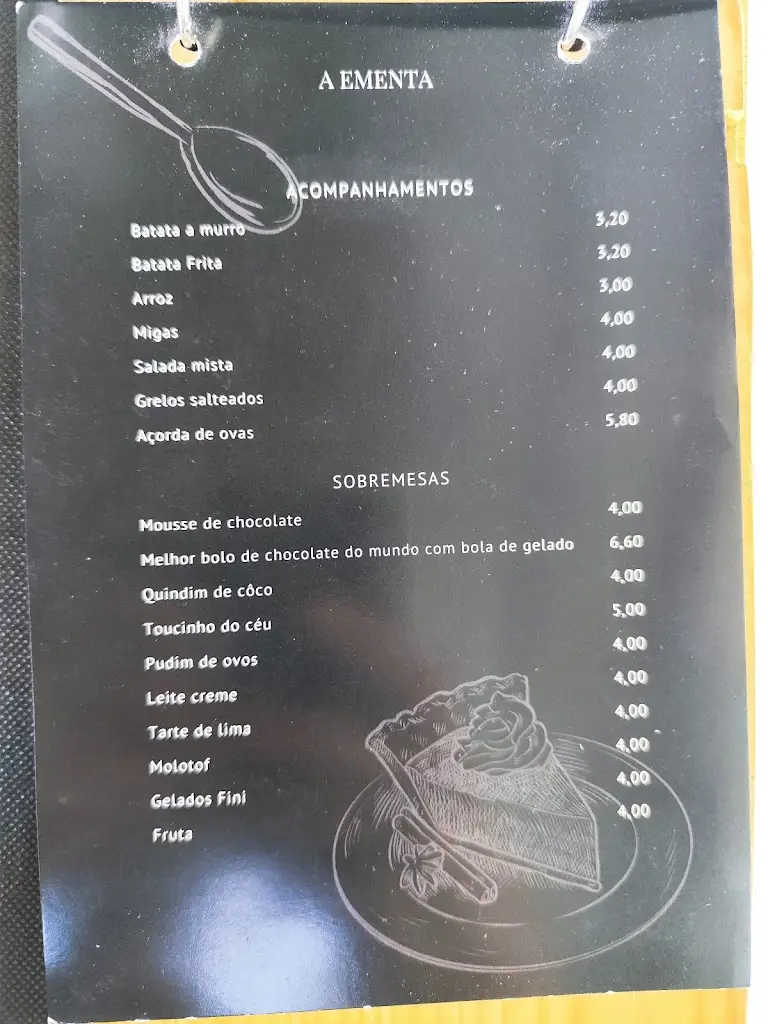 A EMENTA
ACOMPANHAMENTOS
Batata a murro 3,20
Batata Frita 3,20
Arroz 3,00
Migas 4,00
Salada mista 4,00
Grelos salteados 4,00
Açorda de ovas 5,80
SOBREMESAS
Mousse de chocolate 4,00
Melhor bolo de chocolate do mundo com bola de gelado 6,60
Quindim de côco 4,00
Toucinho do céu 5,00
Pudim de ovos 4,00
Leite creme 4,00
Tarte de lima 4,00
Molotof 4,00
Gelados Fini 4,00
Fruta 4,00